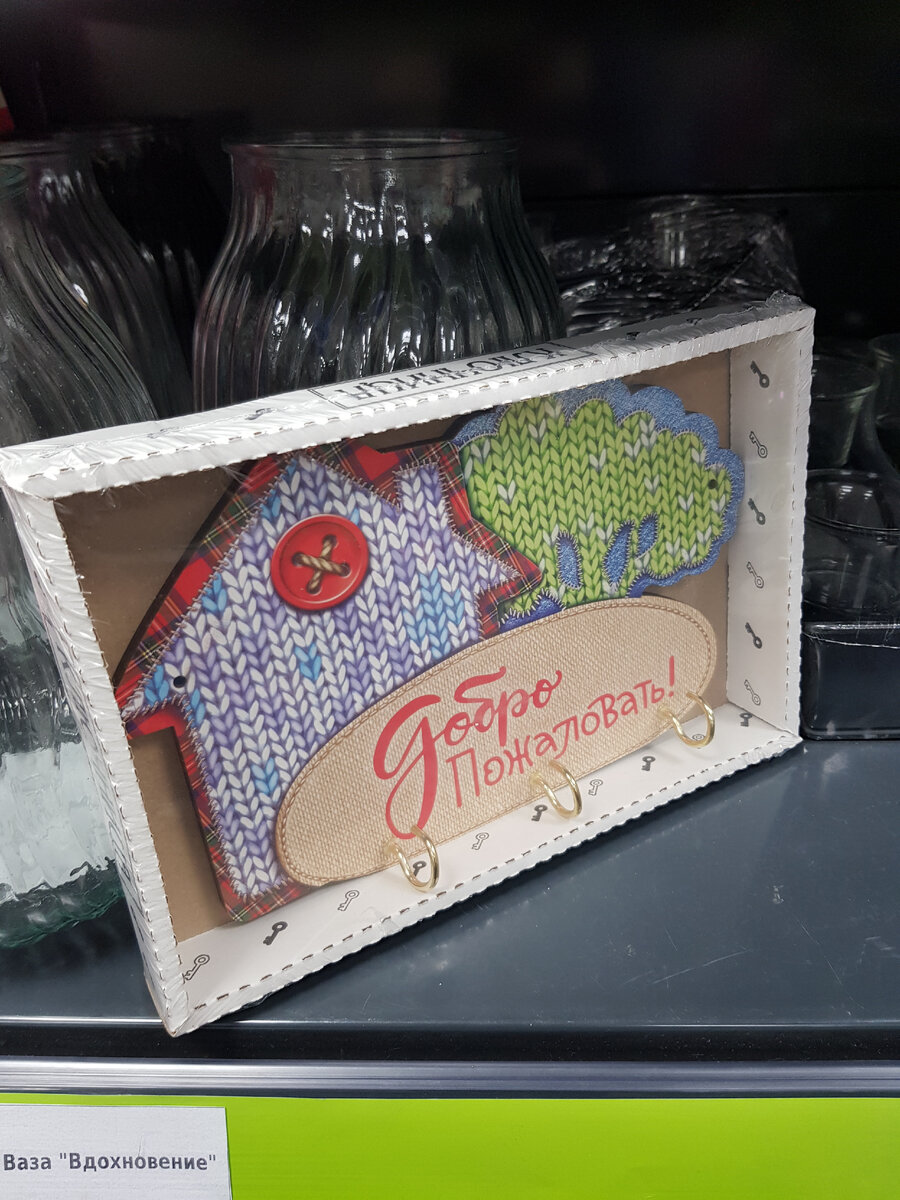 КЛЮЧНИЦА
Добро
Пожаловать!
Ваза "Вдохновение"